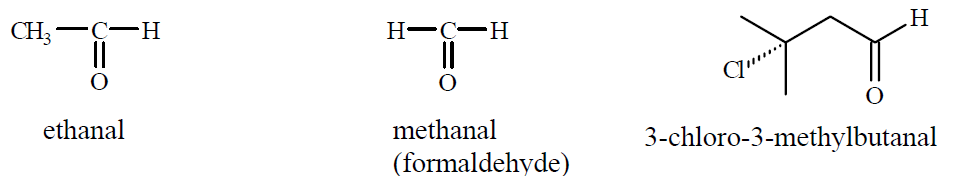 CH3 C H
O
ethanal
H C H
O
methanal
(formaldehyde)
H
Cl
O
3-chloro-3-methylbutanal